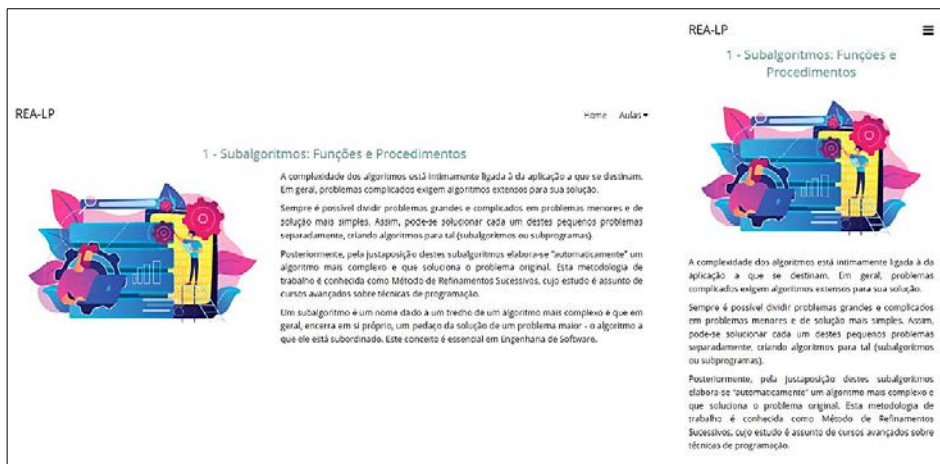 REA-LP
Home Aulas
1 - Subalgoritmos: Funções e Procedimentos
A complexidade dos algoritmos está intimamente ligada à da aplicação a que se destinam.
Em geral, problemas complicados exigem algoritmos extensos para sua solução.
Sempre é possível dividir problemas grandes e complicados em problemas menores e de
solução mais simples. Assim, pode-se solucionar cada um destes pequenos problemas
separadamente, criando algoritmos para tal (subalgoritmos ou subprogramas).
Posteriormente, pela justaposição destes subalgoritmos elabora-se "automaticamente" um
algoritmo mais complexo e que soluciona o problema original. Esta metodologia de
trabalho é conhecida como Método de Refinamentos Sucessivos, cujo estudo é assunto de
cursos avançados sobre técnicas de programação.
Um subalgoritmo é um nome dado a um trecho de um algoritmo mais complexo e que em
geral, encerra em si próprio, um pedaço da solução de um problema maior - o algoritmo a
que ele está subordinado. Este conceito é essencial em Engenharia de Software.
REA-LP
1 - Subalgoritmos: Funções e
Procedimentos
A complexidade dos algoritmos está intimamente ligada à da
aplicação a que se destinam. Em geral, problemas
complicados exigem algoritmos extensos para sua solução.
Sempre é possível dividir problemas grandes e complicados
em problemas menores e de solução mais simples. Assim,
pode-se solucionar cada um destes pequenos problemas
separadamente, criando algoritmos para tal (subalgoritmos
ou subprogramas).
Posteriormente, pela justaposição destes subalgoritmos
elabora-se "automaticamente" um algoritmo mais complexo e
que soluciona o problema original. Esta metodologia de
trabalho é conhecida como Método de Refinamentos
Sucessivos, cujo estudo é assunto de cursos avançados sobre
técnicas de programação.